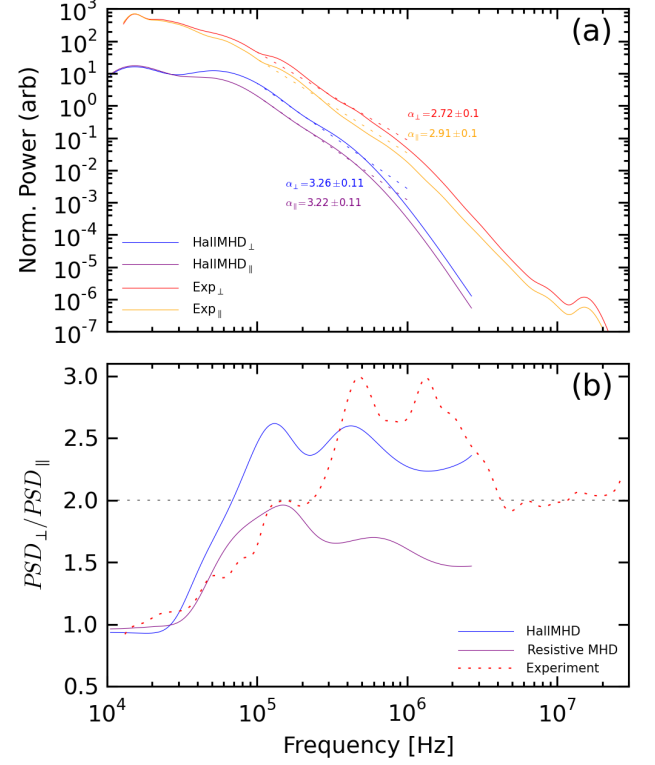 (a)
Norm. Power (arb)
10^3
10^2
10^1
10^0
10^-1
10^-2
10^-3
10^-4
10^-5
10^-6
10^-7
α⊥=2.72±0.1
α∥=2.91±0.1
α⊥=3.26±0.11
α∥=3.22±0.11
HallMHD⊥
HallMHD∥
Exp⊥
Exp∥
(b)
PSD⊥/PSD∥
3.0
2.5
2.0
1.5
1.0
0.5
HallMHD
Resistive MHD
Experiment
10^4 10^5 10^6 10^7
Frequency [Hz]